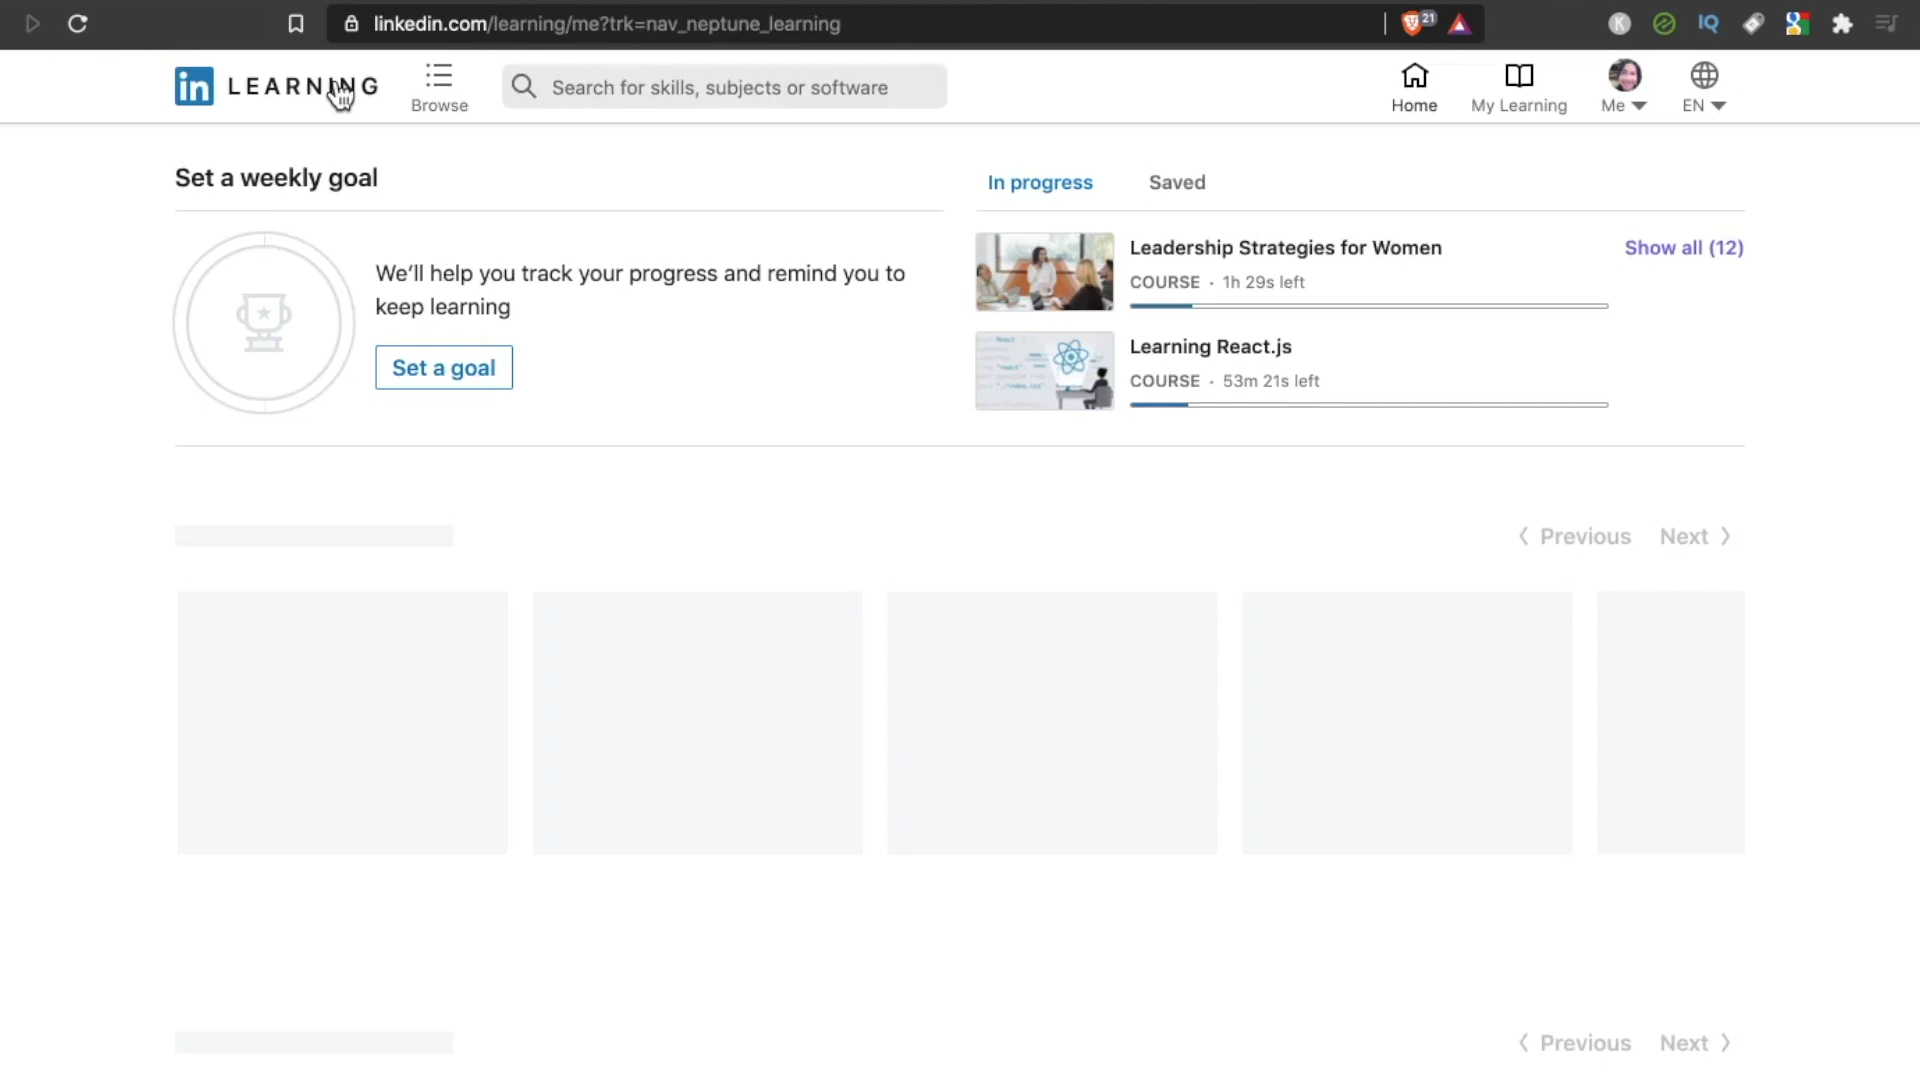 linkedin.com/learning/me?trk=nav_neptune_learning
21
K
IQ
in LEARNING
Browse
Search for skills, subjects or software
Home
My Learning
Me
EN
Set a weekly goal
We’ll help you track your progress and remind you to
keep learning
Set a goal
In progress
Saved
Leadership Strategies for Women
Show all (12)
COURSE · 1h 29s left
Learning React.js
COURSE · 53m 21s left
Previous
Next
Previous
Next